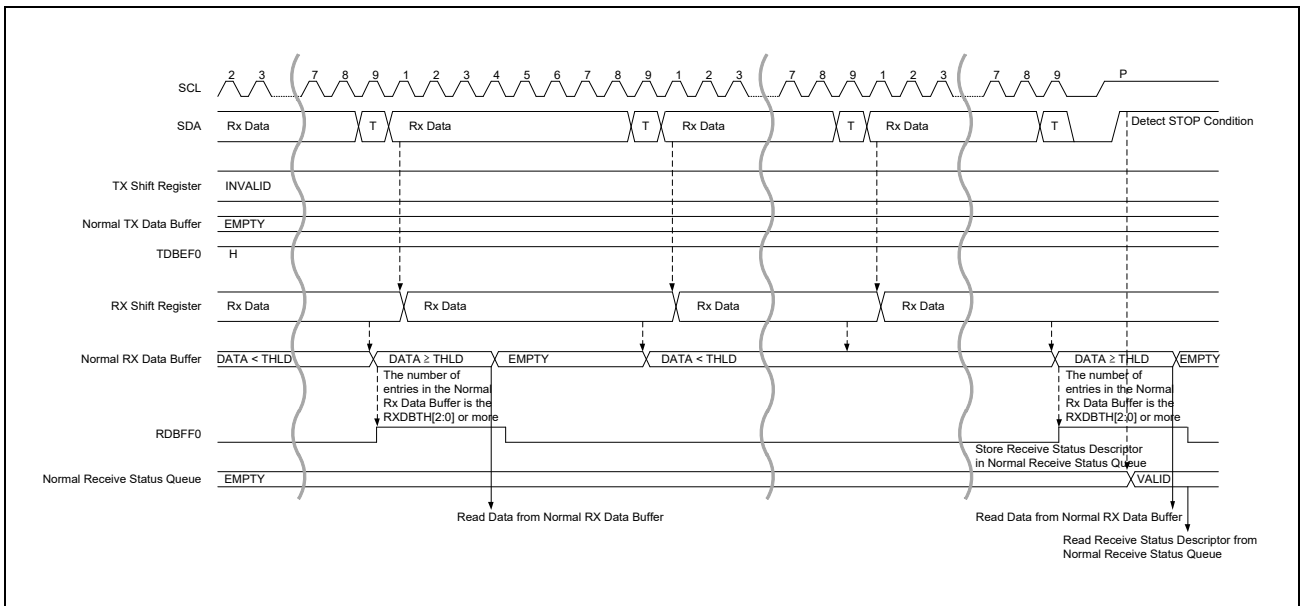 2 3 7 8 9 1 2 3 4 5 6 7 8 9 1 2 3 7 8 9 1 2 3 7 8 9 P
SCL
SDA Rx Data T Rx Data T Rx Data T Rx Data T Detect STOP Condition
TX Shift Register INVALID
Normal TX Data Buffer EMPTY
TDBEF0 H
RX Shift Register Rx Data Rx Data Rx Data Rx Data
Normal RX Data Buffer DATA < THLD DATA ≥ THLD EMPTY DATA < THLD DATA ≥ THLD EMPTY
The number of
entries in the Normal
Rx Data Buffer is the
RXDBTH[2:0] or more
The number of
entries in the Normal
Rx Data Buffer is the
RXDBTH[2:0] or more
RDBFF0
Store Receive Status Descriptor
in Normal Receive Status Queue
Normal Receive Status Queue EMPTY VALID
Read Data from Normal RX Data Buffer Read Data from Normal RX Data Buffer
Read Receive Status Descriptor from
Normal Receive Status Queue